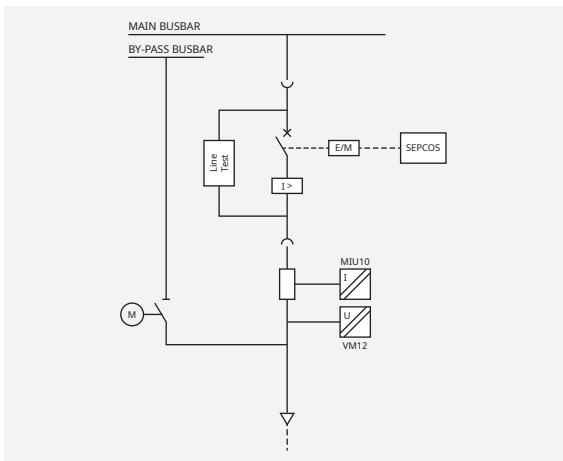 MAIN BUSBAR
BY-PASS BUSBAR
Line
Test
E/M
SEPCOS
I >
MIU10
I
M
U
VM12